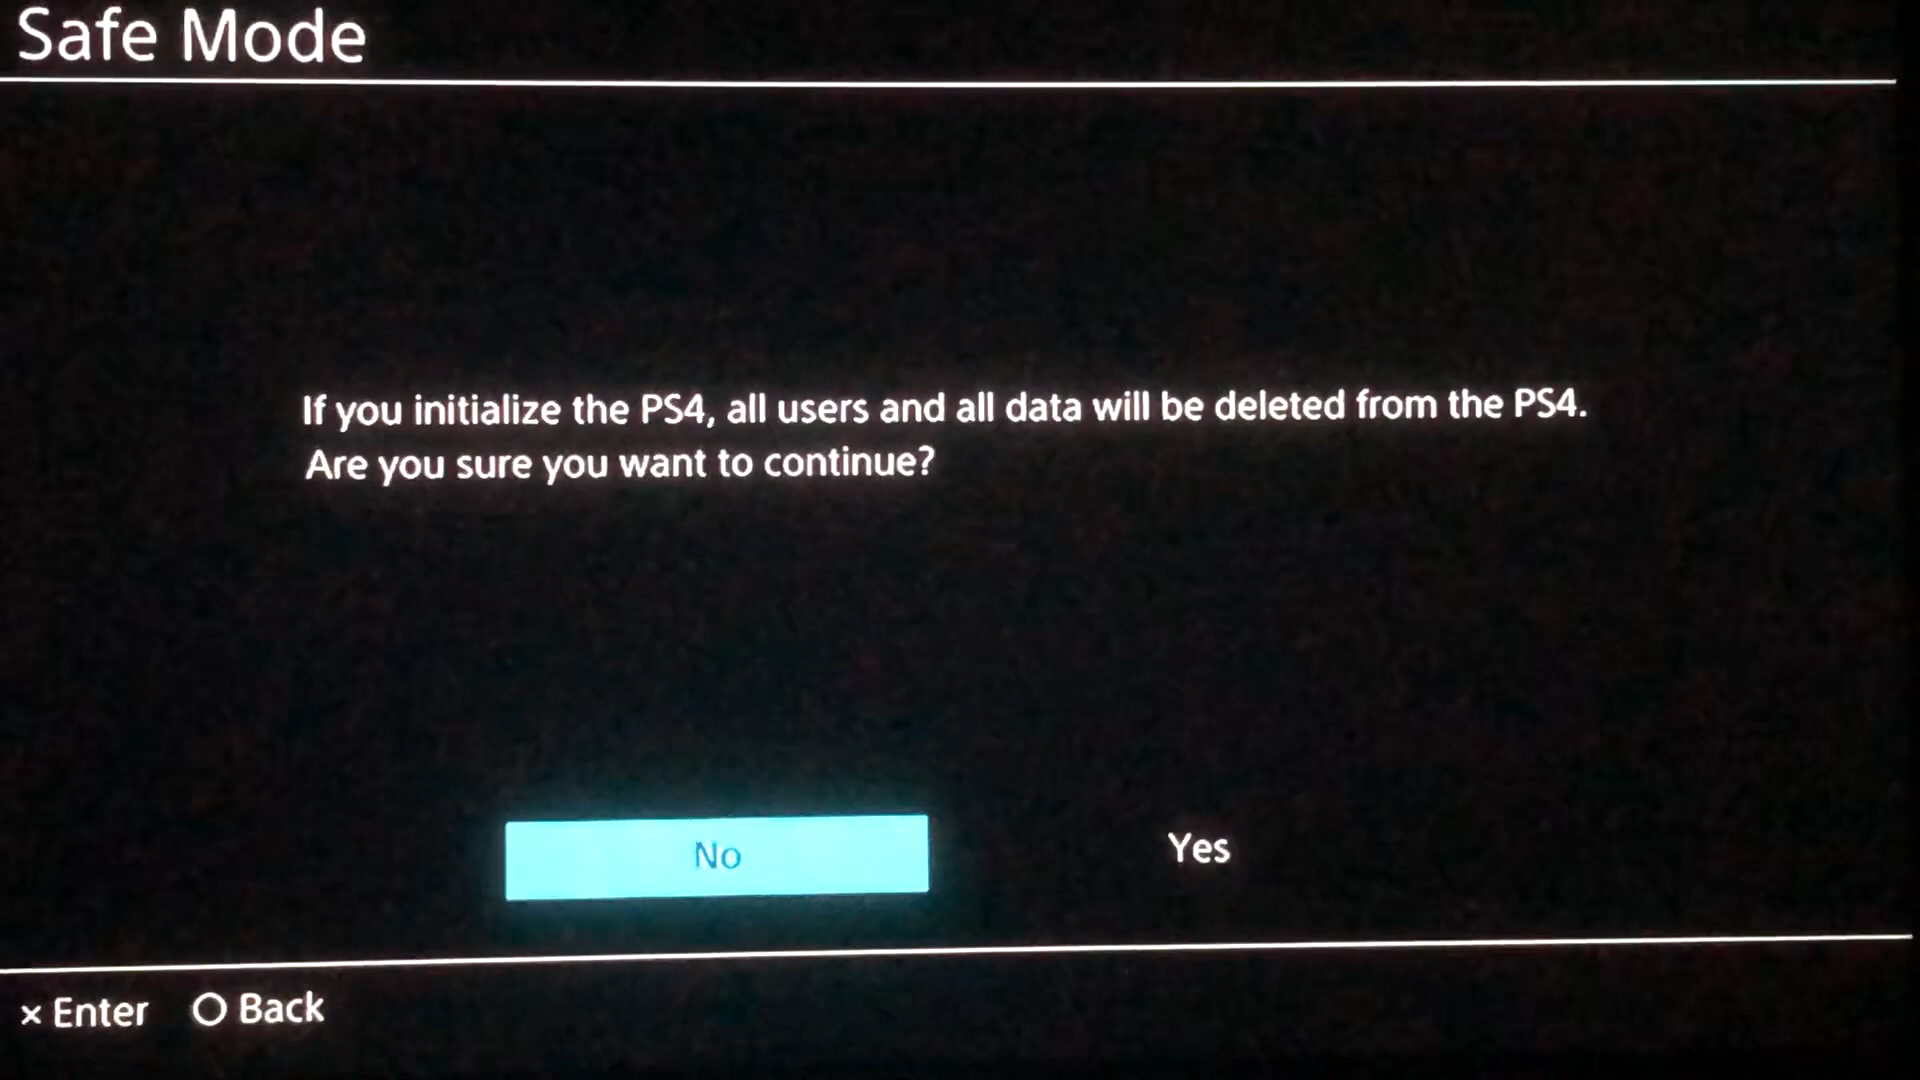 Safe Mode
If you initialize the PS4, all users and all data will be deleted from the PS4.
Are you sure you want to continue?
No
Yes
× Enter
○ Back